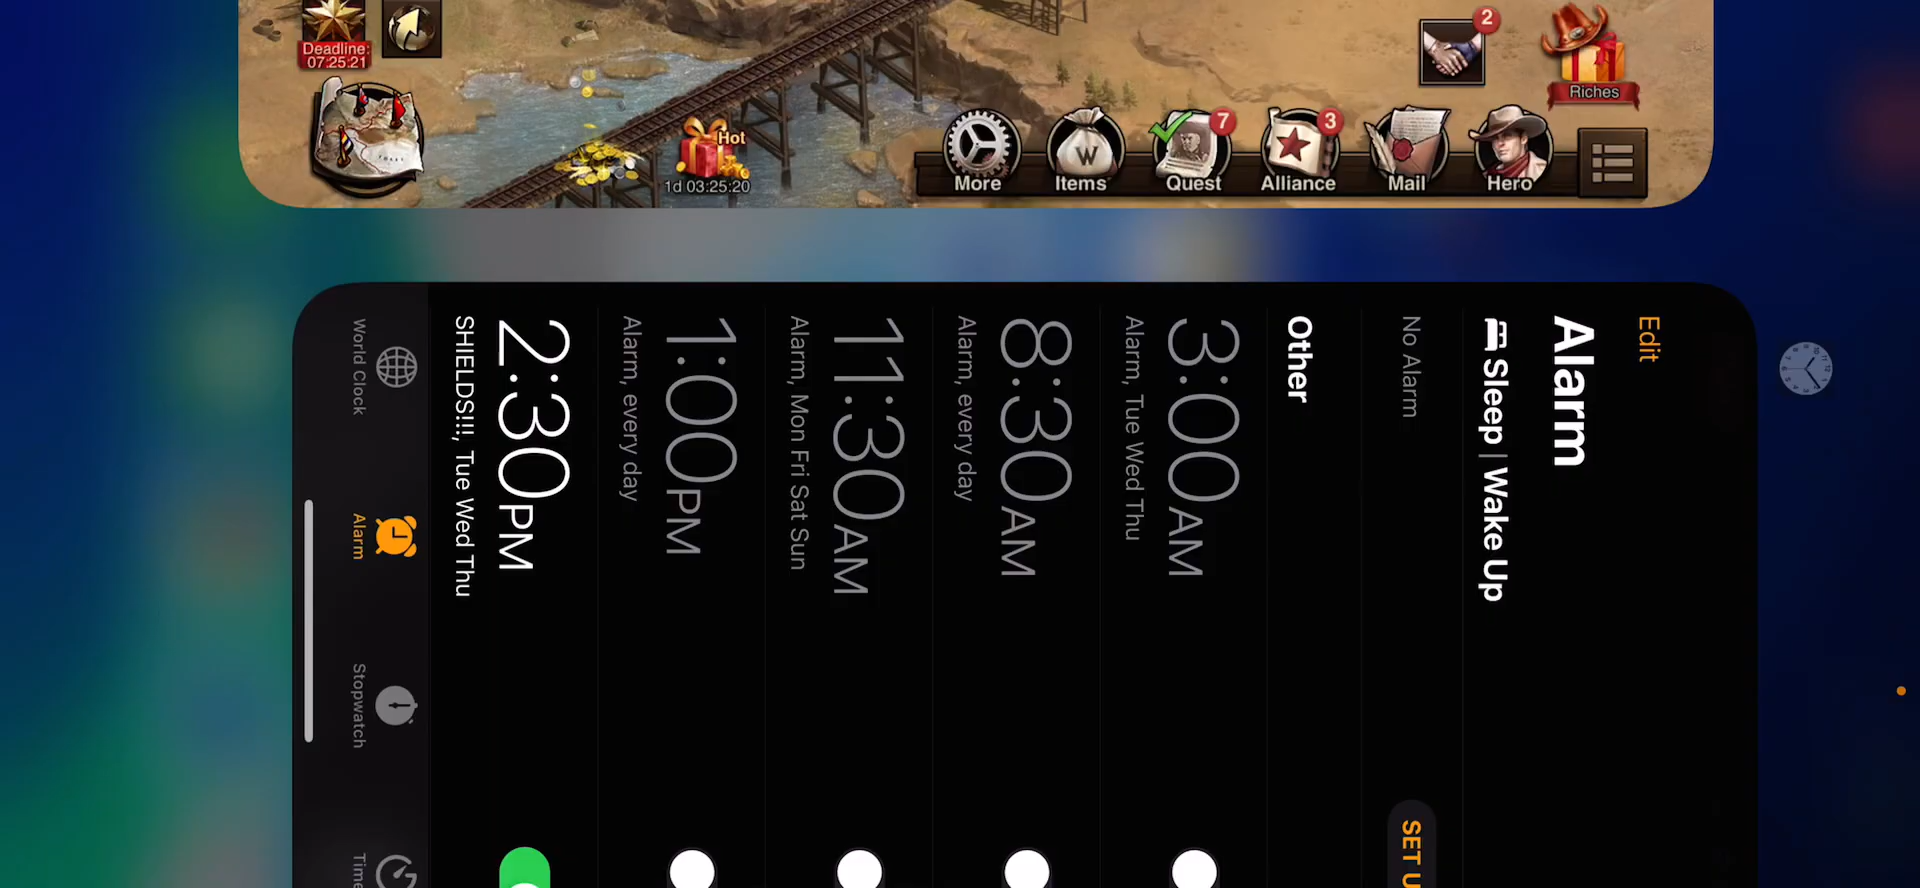 Deadline:
07:25:21
Hot
1d 03:25:20
2
Riches
W
More
Items
7
Quest
3
Alliance
Mail
Hero
Edit
Alarm
Sleep | Wake Up
No Alarm
SET U
Other
3:00AM
Alarm, Tue Wed Thu
8:30AM
Alarm, every day
11:30AM
Alarm, Mon Fri Sat Sun
1:00PM
Alarm, every day
2:30PM
SHIELDS!!!, Tue Wed Thu
World Clock
Alarm
Stopwatch
Time